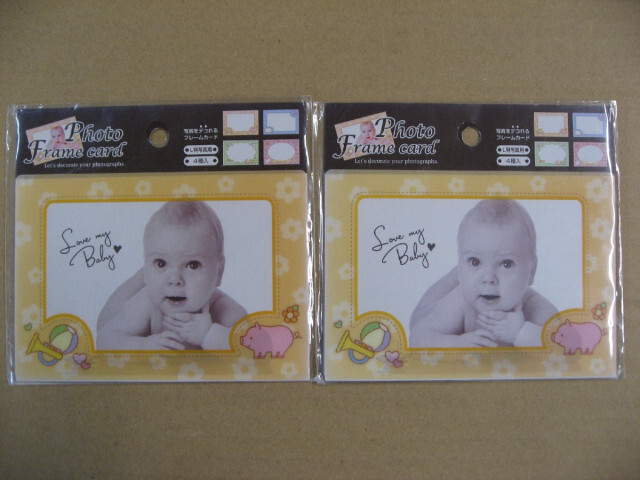 Photo
Frame card
Let's decorate your photographs.
写真をデコれる
フレームカード
●L判写真用●
●4種入●
Love my
Baby
Photo
Frame card
Let's decorate your photographs.
写真をデコれる
フレームカード
●L判写真用●
●4種入●
Love my
Baby